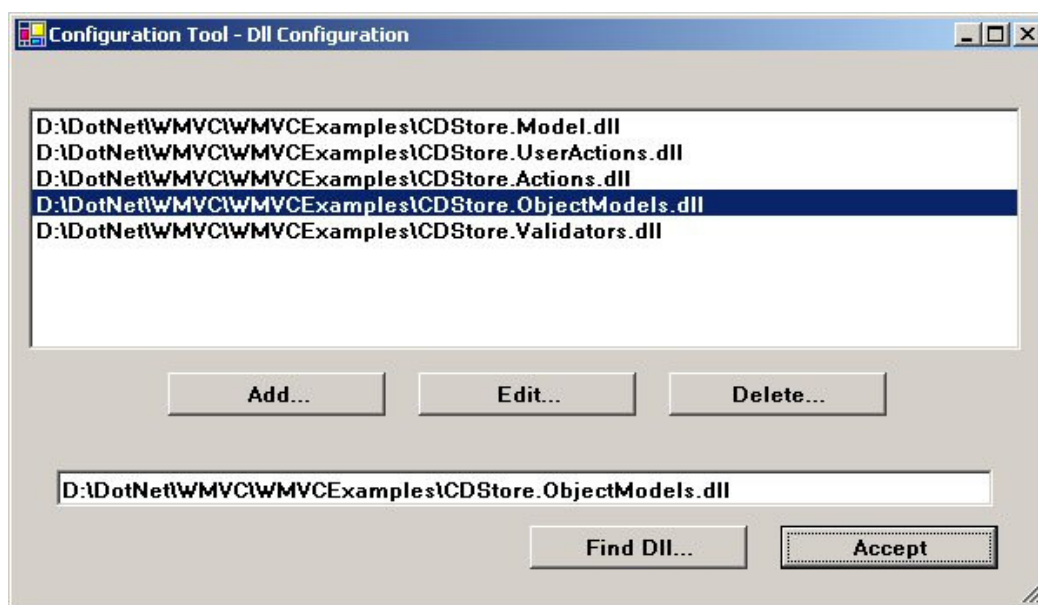 Configuration Tool - Dll Configuration
D:\DotNet\WMVC\WMVCExamples\CDStore.Model.dll
D:\DotNet\WMVC\WMVCExamples\CDStore.UserActions.dll
D:\DotNet\WMVC\WMVCExamples\CDStore.Actions.dll
D:\DotNet\WMVC\WMVCExamples\CDStore.ObjectModels.dll
D:\DotNet\WMVC\WMVCExamples\CDStore.Validators.dll
Add... Edit... Delete...
D:\DotNet\WMVC\WMVCExamples\CDStore.ObjectModels.dll
Find Dll... Accept